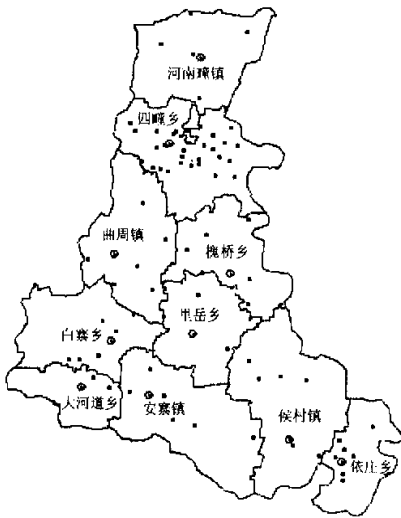 河南疃镇
四疃乡
曲周镇
槐桥乡
里岳乡
白寨乡
大河道乡
安寨镇
侯村镇
依庄乡